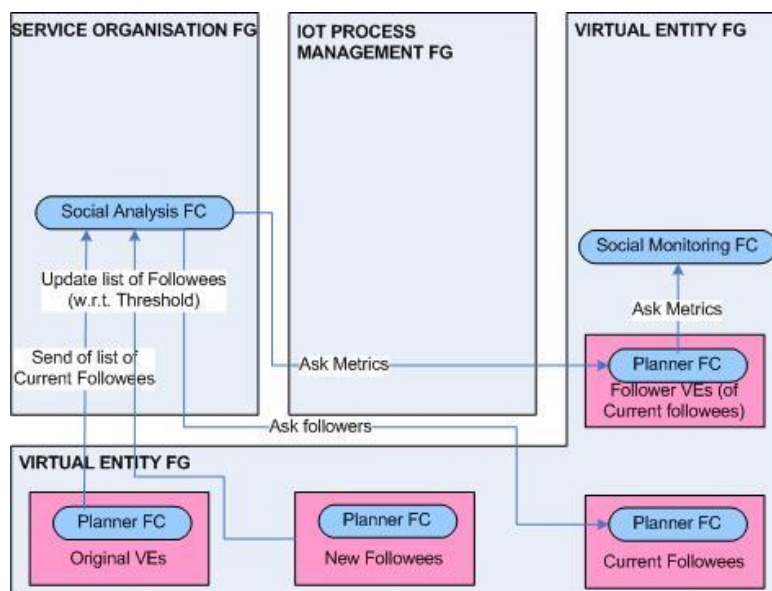 SERVICE ORGANISATION FG
IOT PROCESS
MANAGEMENT FG
VIRTUAL ENTITY FG
Social Analysis FC
Social Monitoring FC
Update list of Followees
(w.r.t. Threshold)
Ask Metrics
Send of list of
Current Followees
Ask Metrics
Planner FC
Follower VEs (of
Current followees)
Ask followers
VIRTUAL ENTITY FG
Planner FC
Original VEs
Planner FC
New Followees
Planner FC
Current Followees